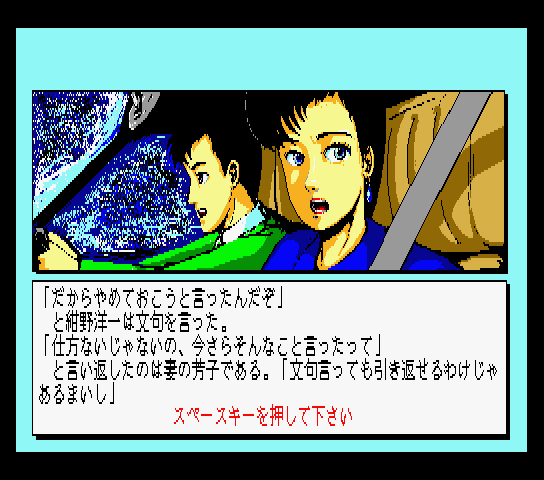 「だからやめておこうと言ったんだぞ」
と紺野洋一は文句を言った。
「仕方ないじゃないの、今さらそんなこと言ったって」
と言い返したのは妻の芳子である。「文句言っても引き返せるわけじゃ
あるまいし」
スペースキーを押して下さい